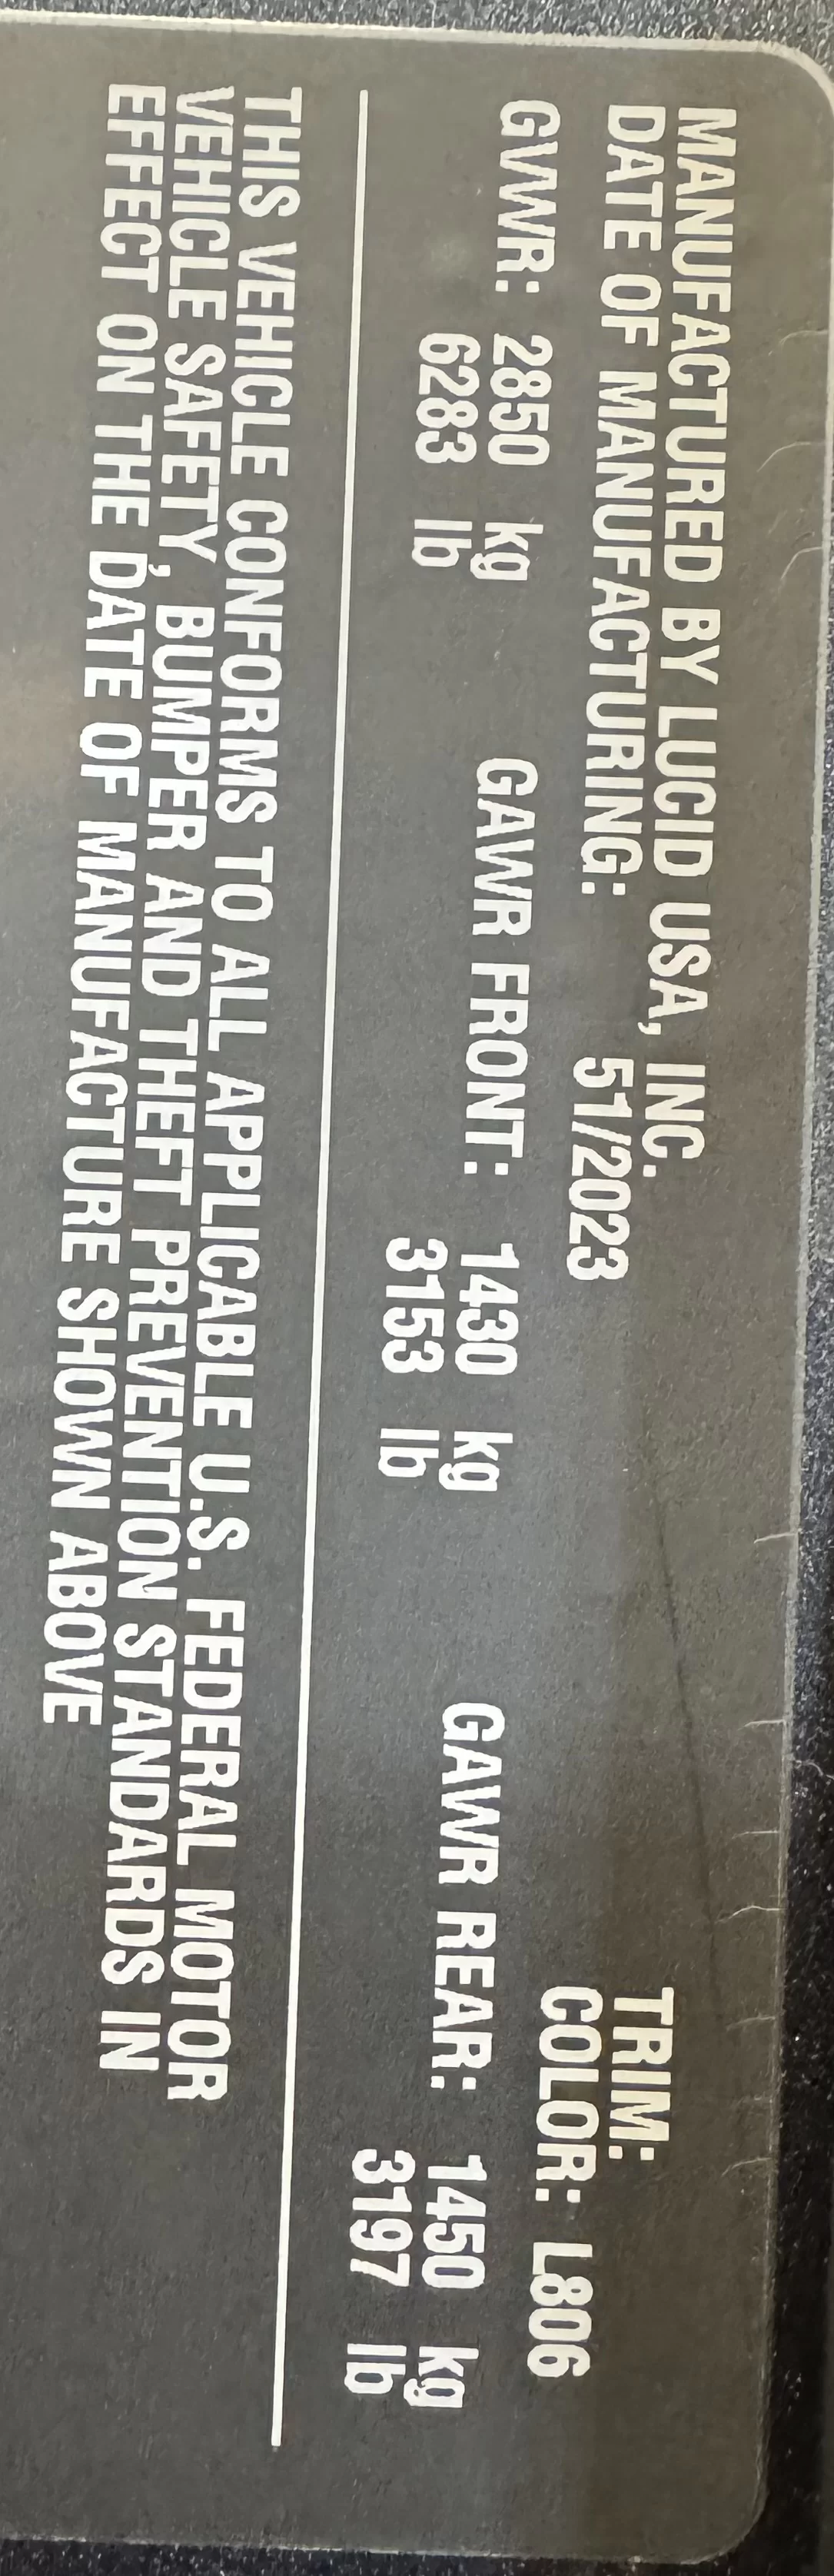 MANUFACTURED BY LUCID USA, INC.
TRIM:
DATE OF MANUFACTURING: 51/2023
COLOR: L806
GVWR: 2850 kg GAWR FRONT: 1430 kg GAWR REAR: 1450 kg
6283 lb 3153 lb 3197 lb
THIS VEHICLE CONFORMS TO ALL APPLICABLE U.S. FEDERAL MOTOR
VEHICLE SAFETY, BUMPER AND THEFT PREVENTION STANDARDS IN
EFFECT ON THE DATE OF MANUFACTURE SHOWN ABOVE